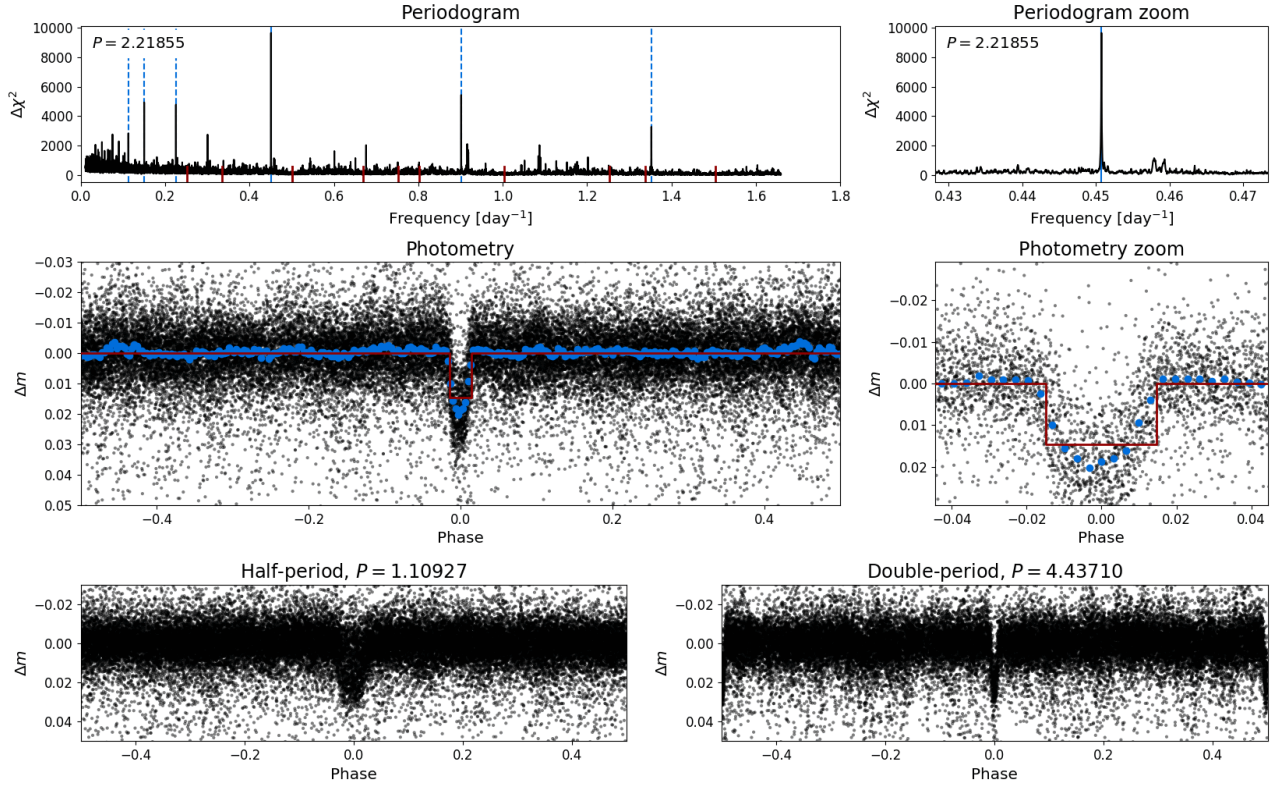 Periodogram
P = 2.21855
Δχ²
10000
8000
6000
4000
2000
0
0.0 0.2 0.4 0.6 0.8 1.0 1.2 1.4 1.6 1.8
Frequency [day⁻¹]
Periodogram zoom
P = 2.21855
Δχ²
10000
8000
6000
4000
2000
0
0.43 0.44 0.45 0.46 0.47
Frequency [day⁻¹]
Photometry
Δm
−0.03
−0.02
−0.01
0.00
0.01
0.02
0.03
0.04
0.05
−0.4 −0.2 0.0 0.2 0.4
Phase
Photometry zoom
Δm
−0.02
−0.01
0.00
0.01
0.02
−0.04 −0.02 0.00 0.02 0.04
Phase
Half-period, P = 1.10927
Δm
−0.02
0.00
0.02
0.04
−0.4 −0.2 0.0 0.2 0.4
Phase
Double-period, P = 4.43710
Δm
−0.02
0.00
0.02
0.04
−0.4 −0.2 0.0 0.2 0.4
Phase